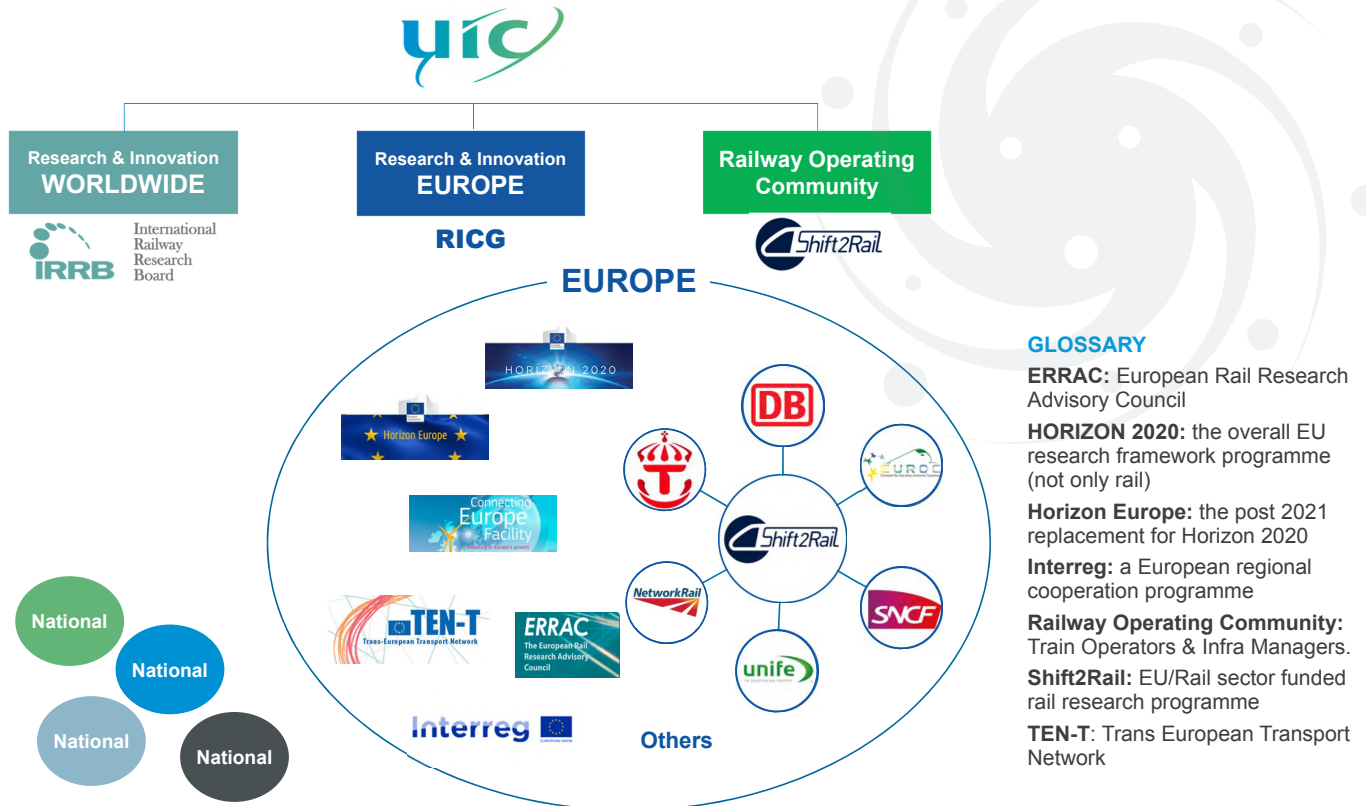 uic
Research & Innovation
WORLDWIDE
IRRB
International
Railway
Research
Board
Research & Innovation
EUROPE
RICG
Railway Operating
Community
Shift2Rail
EUROPE
HORIZON 2020
Horizon Europe
Connecting
Europe
Facility
TEN-T
Trans-European Transport Network
ERRAC
The European Rail
Research Advisory
Council
Interreg
EUROPEAN UNION
Others
DB
T
EUROC
Shift2Rail
NetworkRail
SNCF
unife
National
National
National
National
GLOSSARY
ERRAC: European Rail Research
Advisory Council
HORIZON 2020: the overall EU
research framework programme
(not only rail)
Horizon Europe: the post 2021
replacement for Horizon 2020
Interreg: a European regional
cooperation programme
Railway Operating Community:
Train Operators & Infra Managers.
Shift2Rail: EU/Rail sector funded
rail research programme
TEN-T: Trans European Transport
Network